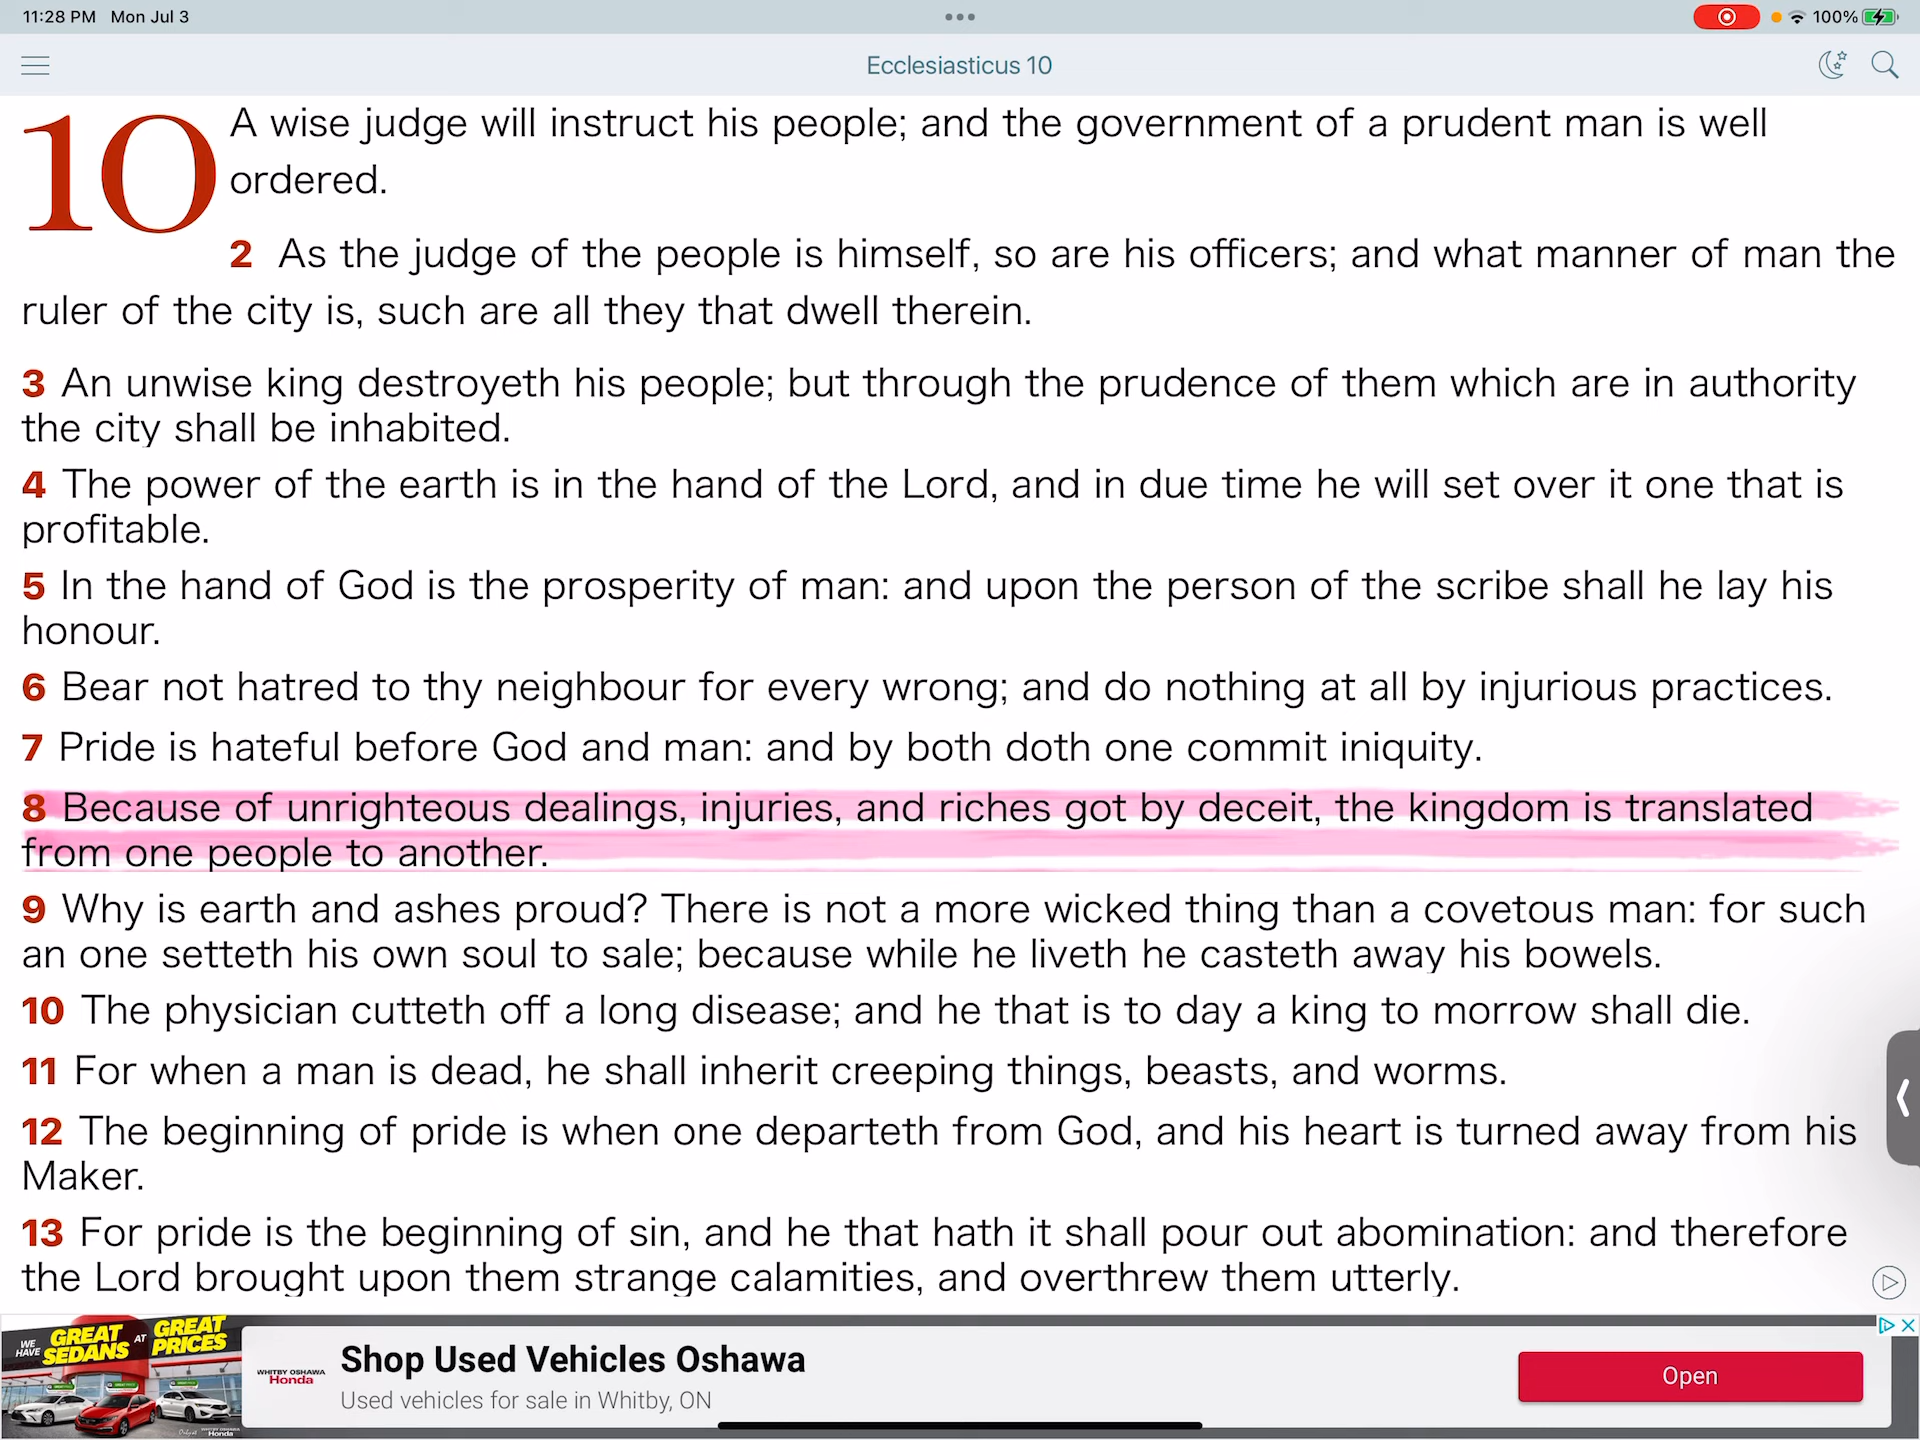 11:28 PM Mon Jul 3
100%
Ecclesiasticus 10
10 A wise judge will instruct his people; and the government of a prudent man is well
ordered.
2 As the judge of the people is himself, so are his officers; and what manner of man the
ruler of the city is, such are all they that dwell therein.
3 An unwise king destroyeth his people; but through the prudence of them which are in authority
the city shall be inhabited.
4 The power of the earth is in the hand of the Lord, and in due time he will set over it one that is
profitable.
5 In the hand of God is the prosperity of man: and upon the person of the scribe shall he lay his
honour.
6 Bear not hatred to thy neighbour for every wrong; and do nothing at all by injurious practices.
7 Pride is hateful before God and man: and by both doth one commit iniquity.
8 Because of unrighteous dealings, injuries, and riches got by deceit, the kingdom is translated
from one people to another.
9 Why is earth and ashes proud? There is not a more wicked thing than a covetous man: for such
an one setteth his own soul to sale; because while he liveth he casteth away his bowels.
10 The physician cutteth off a long disease; and he that is to day a king to morrow shall die.
11 For when a man is dead, he shall inherit creeping things, beasts, and worms.
12 The beginning of pride is when one departeth from God, and his heart is turned away from his
Maker.
13 For pride is the beginning of sin, and he that hath it shall pour out abomination: and therefore
the Lord brought upon them strange calamities, and overthrew them utterly.
WE HAVE GREAT SEDANS AT GREAT PRICES
WHITBY OSHAWA
Honda
Shop Used Vehicles Oshawa
Used vehicles for sale in Whitby, ON
Open